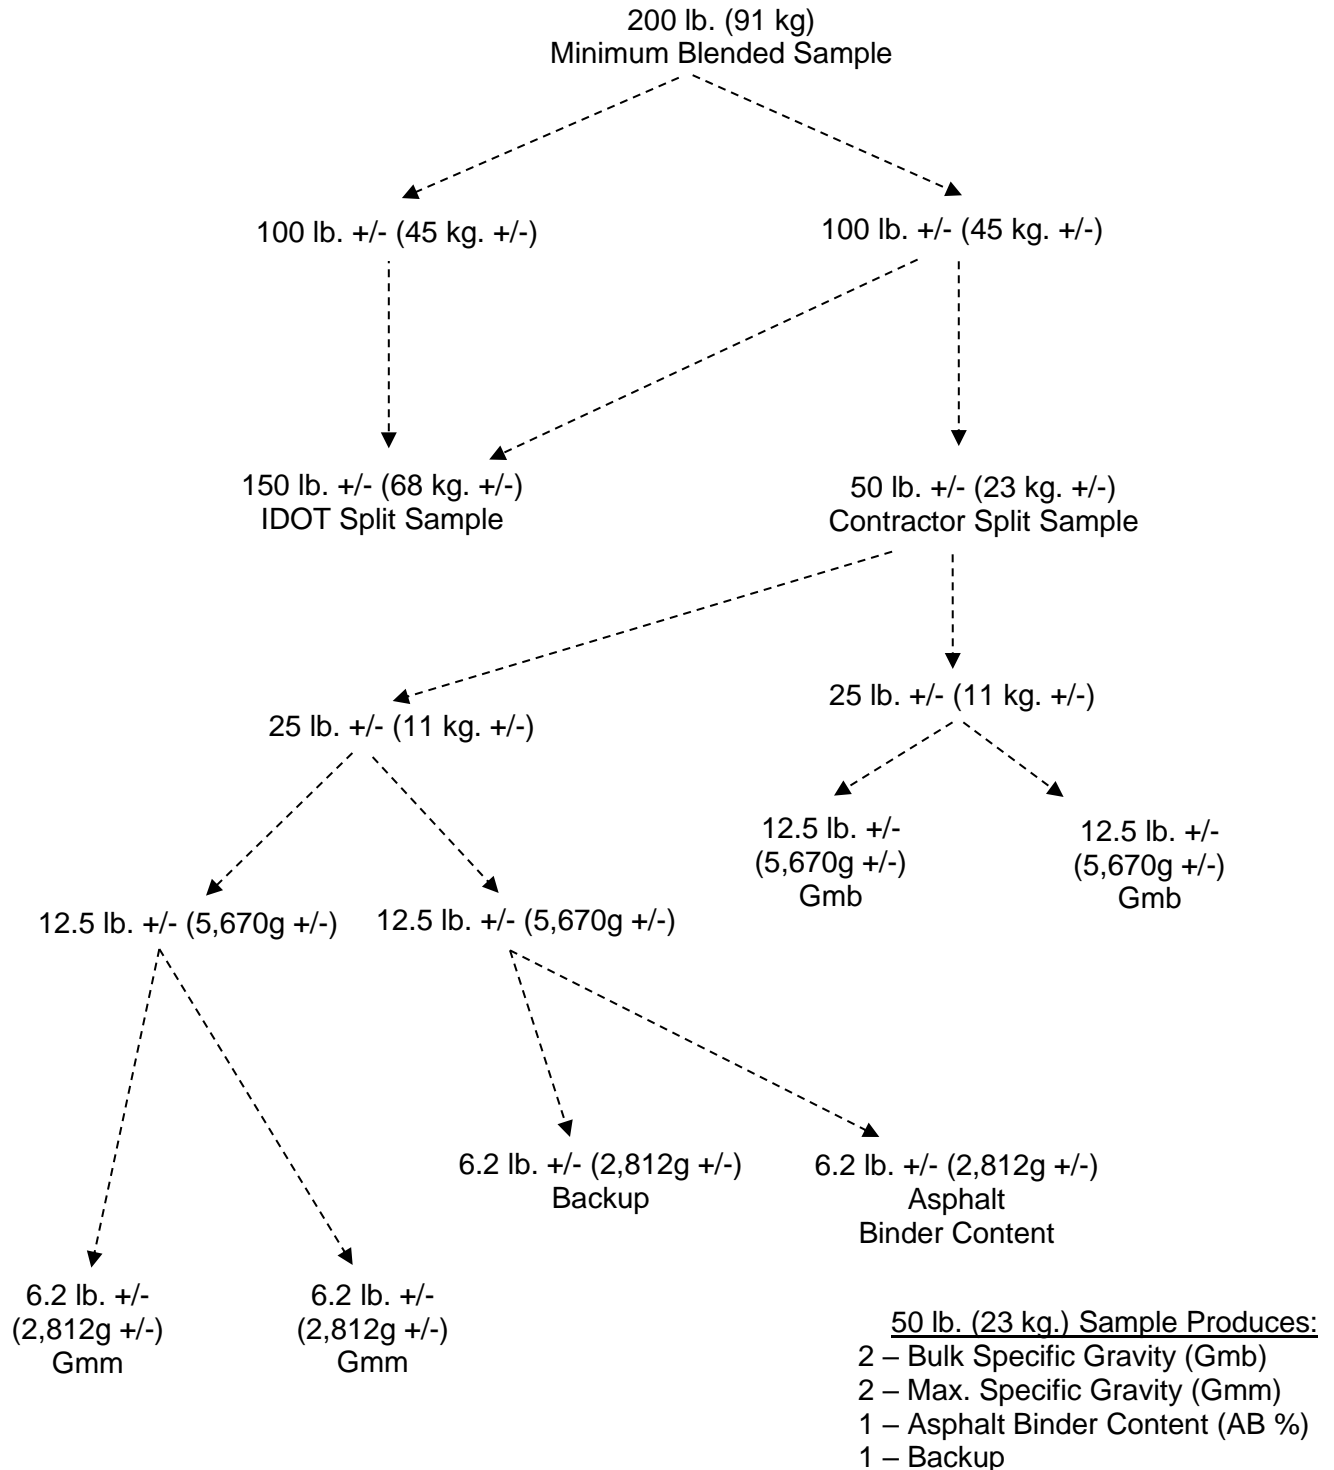 200 lb. (91 kg)
Minimum Blended Sample
100 lb. +/- (45 kg. +/-)
100 lb. +/- (45 kg. +/-)
150 lb. +/- (68 kg. +/-)
IDOT Split Sample
50 lb. +/- (23 kg. +/-)
Contractor Split Sample
25 lb. +/- (11 kg. +/-)
25 lb. +/- (11 kg. +/-)
12.5 lb. +/-
(5,670g +/-)
Gmb
12.5 lb. +/-
(5,670g +/-)
Gmb
12.5 lb. +/- (5,670g +/-)
12.5 lb. +/- (5,670g +/-)
6.2 lb. +/- (2,812g +/-)
Backup
6.2 lb. +/- (2,812g +/-)
Asphalt
Binder Content
6.2 lb. +/-
(2,812g +/-)
Gmm
6.2 lb. +/-
(2,812g +/-)
Gmm
50 lb. (23 kg.) Sample Produces:
2 – Bulk Specific Gravity (Gmb)
2 – Max. Specific Gravity (Gmm)
1 – Asphalt Binder Content (AB %)
1 – Backup